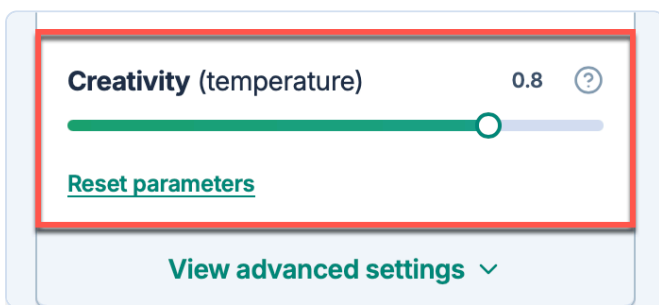 Creativity (temperature) 0.8 ?
Reset parameters
View advanced settings